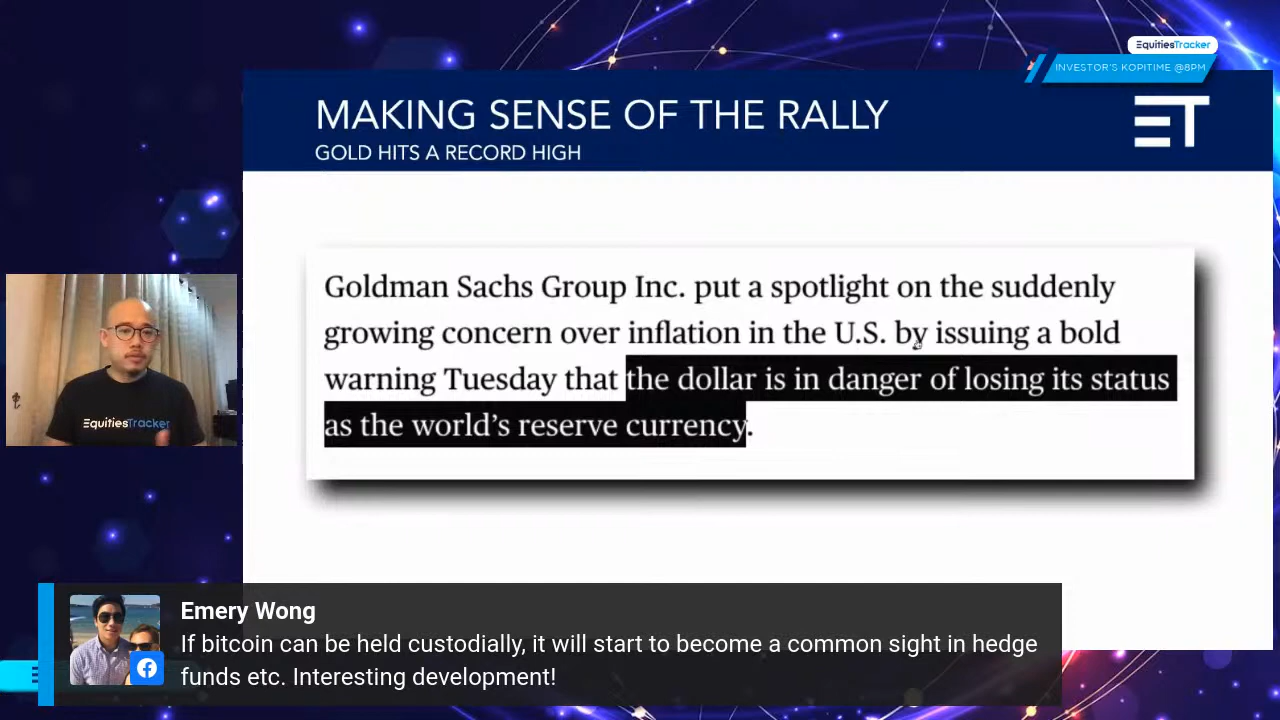 EquitiesTracker
INVESTOR'S KOPITIME @8PM
MAKING SENSE OF THE RALLY
GOLD HITS A RECORD HIGH
ET
Goldman Sachs Group Inc. put a spotlight on the suddenly
growing concern over inflation in the U.S. by issuing a bold
warning Tuesday that the dollar is in danger of losing its status
as the world's reserve currency.
EquitiesTracker
Emery Wong
If bitcoin can be held custodially, it will start to become a common sight in hedge
funds etc. Interesting development!